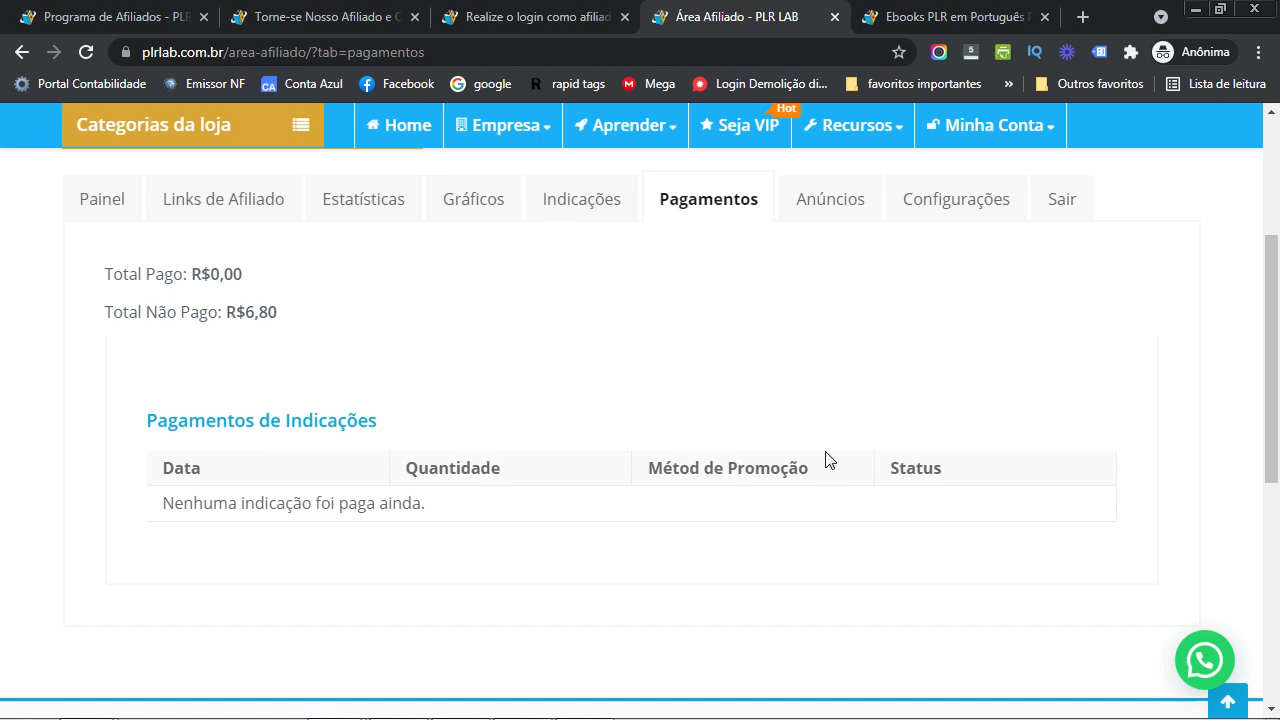 Programa de Afiliados - PLR
Torne-se Nosso Afiliado e C
Realize o login como afiliad
Área Afiliado - PLR LAB
Ebooks PLR em Português
plrlab.com.br/area-afiliado/?tab=pagamentos
5
IQ
Anônima
Portal Contabilidade
Emissor NF
CA
Conta Azul
Facebook
google
R
rapid tags
M
Mega
Login Demolição di...
favoritos importantes
»
Outros favoritos
Lista de leitura
Categorias da loja
Home
Empresa
Aprender
Seja VIP
Hot
Recursos
Minha Conta
Painel
Links de Afiliado
Estatísticas
Gráficos
Indicações
Pagamentos
Anúncios
Configurações
Sair
Total Pago: R$0,00
Total Não Pago: R$6,80
Pagamentos de Indicações
Data
Quantidade
Métod de Promoção
Status
Nenhuma indicação foi paga ainda.